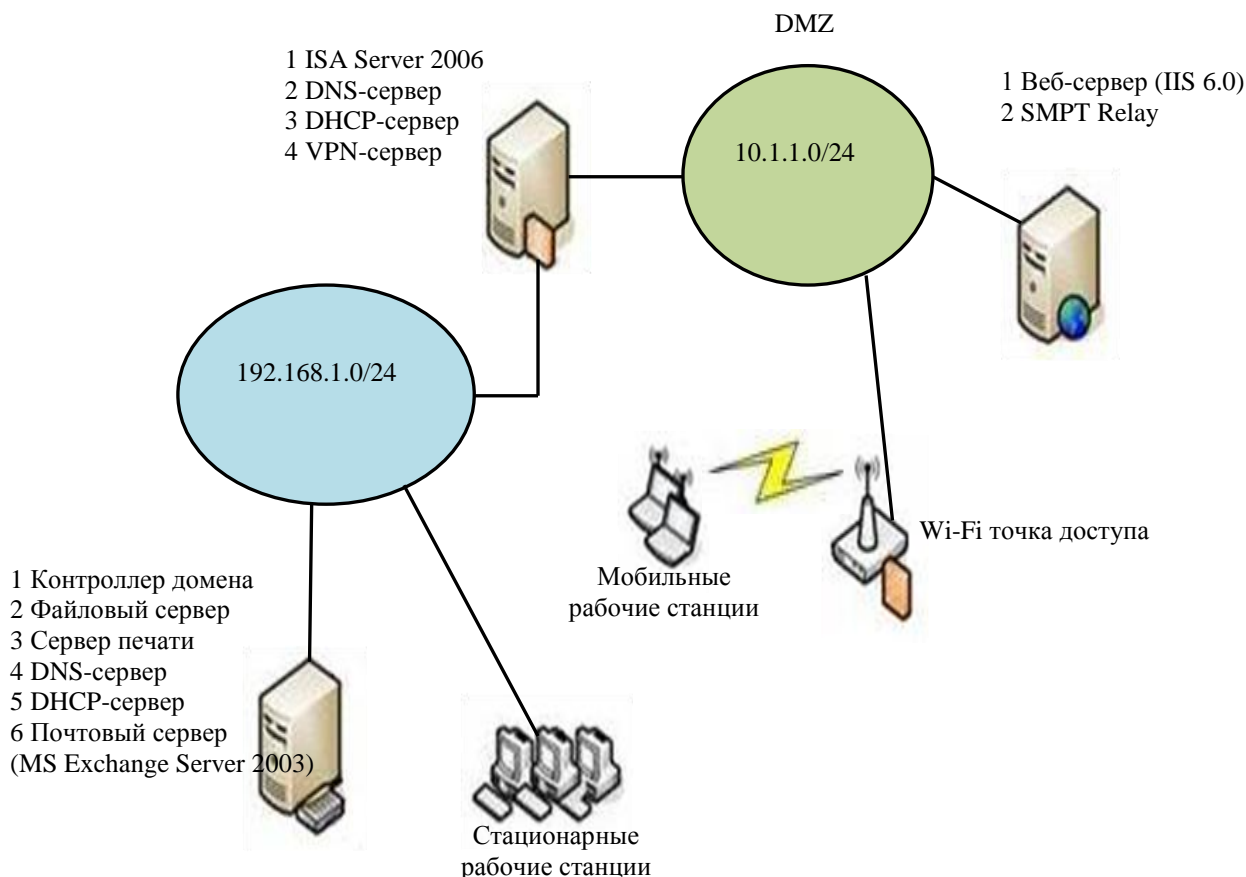 DMZ
1 ISA Server 2006
2 DNS-сервер
3 DHCP-сервер
4 VPN-сервер
1 Веб-сервер (IIS 6.0)
2 SMPT Relay
10.1.1.0/24
192.168.1.0/24
Wi-Fi точка доступа
Мобильные
рабочие станции
1 Контроллер домена
2 Файловый сервер
3 Сервер печати
4 DNS-сервер
5 DHCP-сервер
6 Почтовый сервер
(MS Exchange Server 2003)
Стационарные
рабочие станции